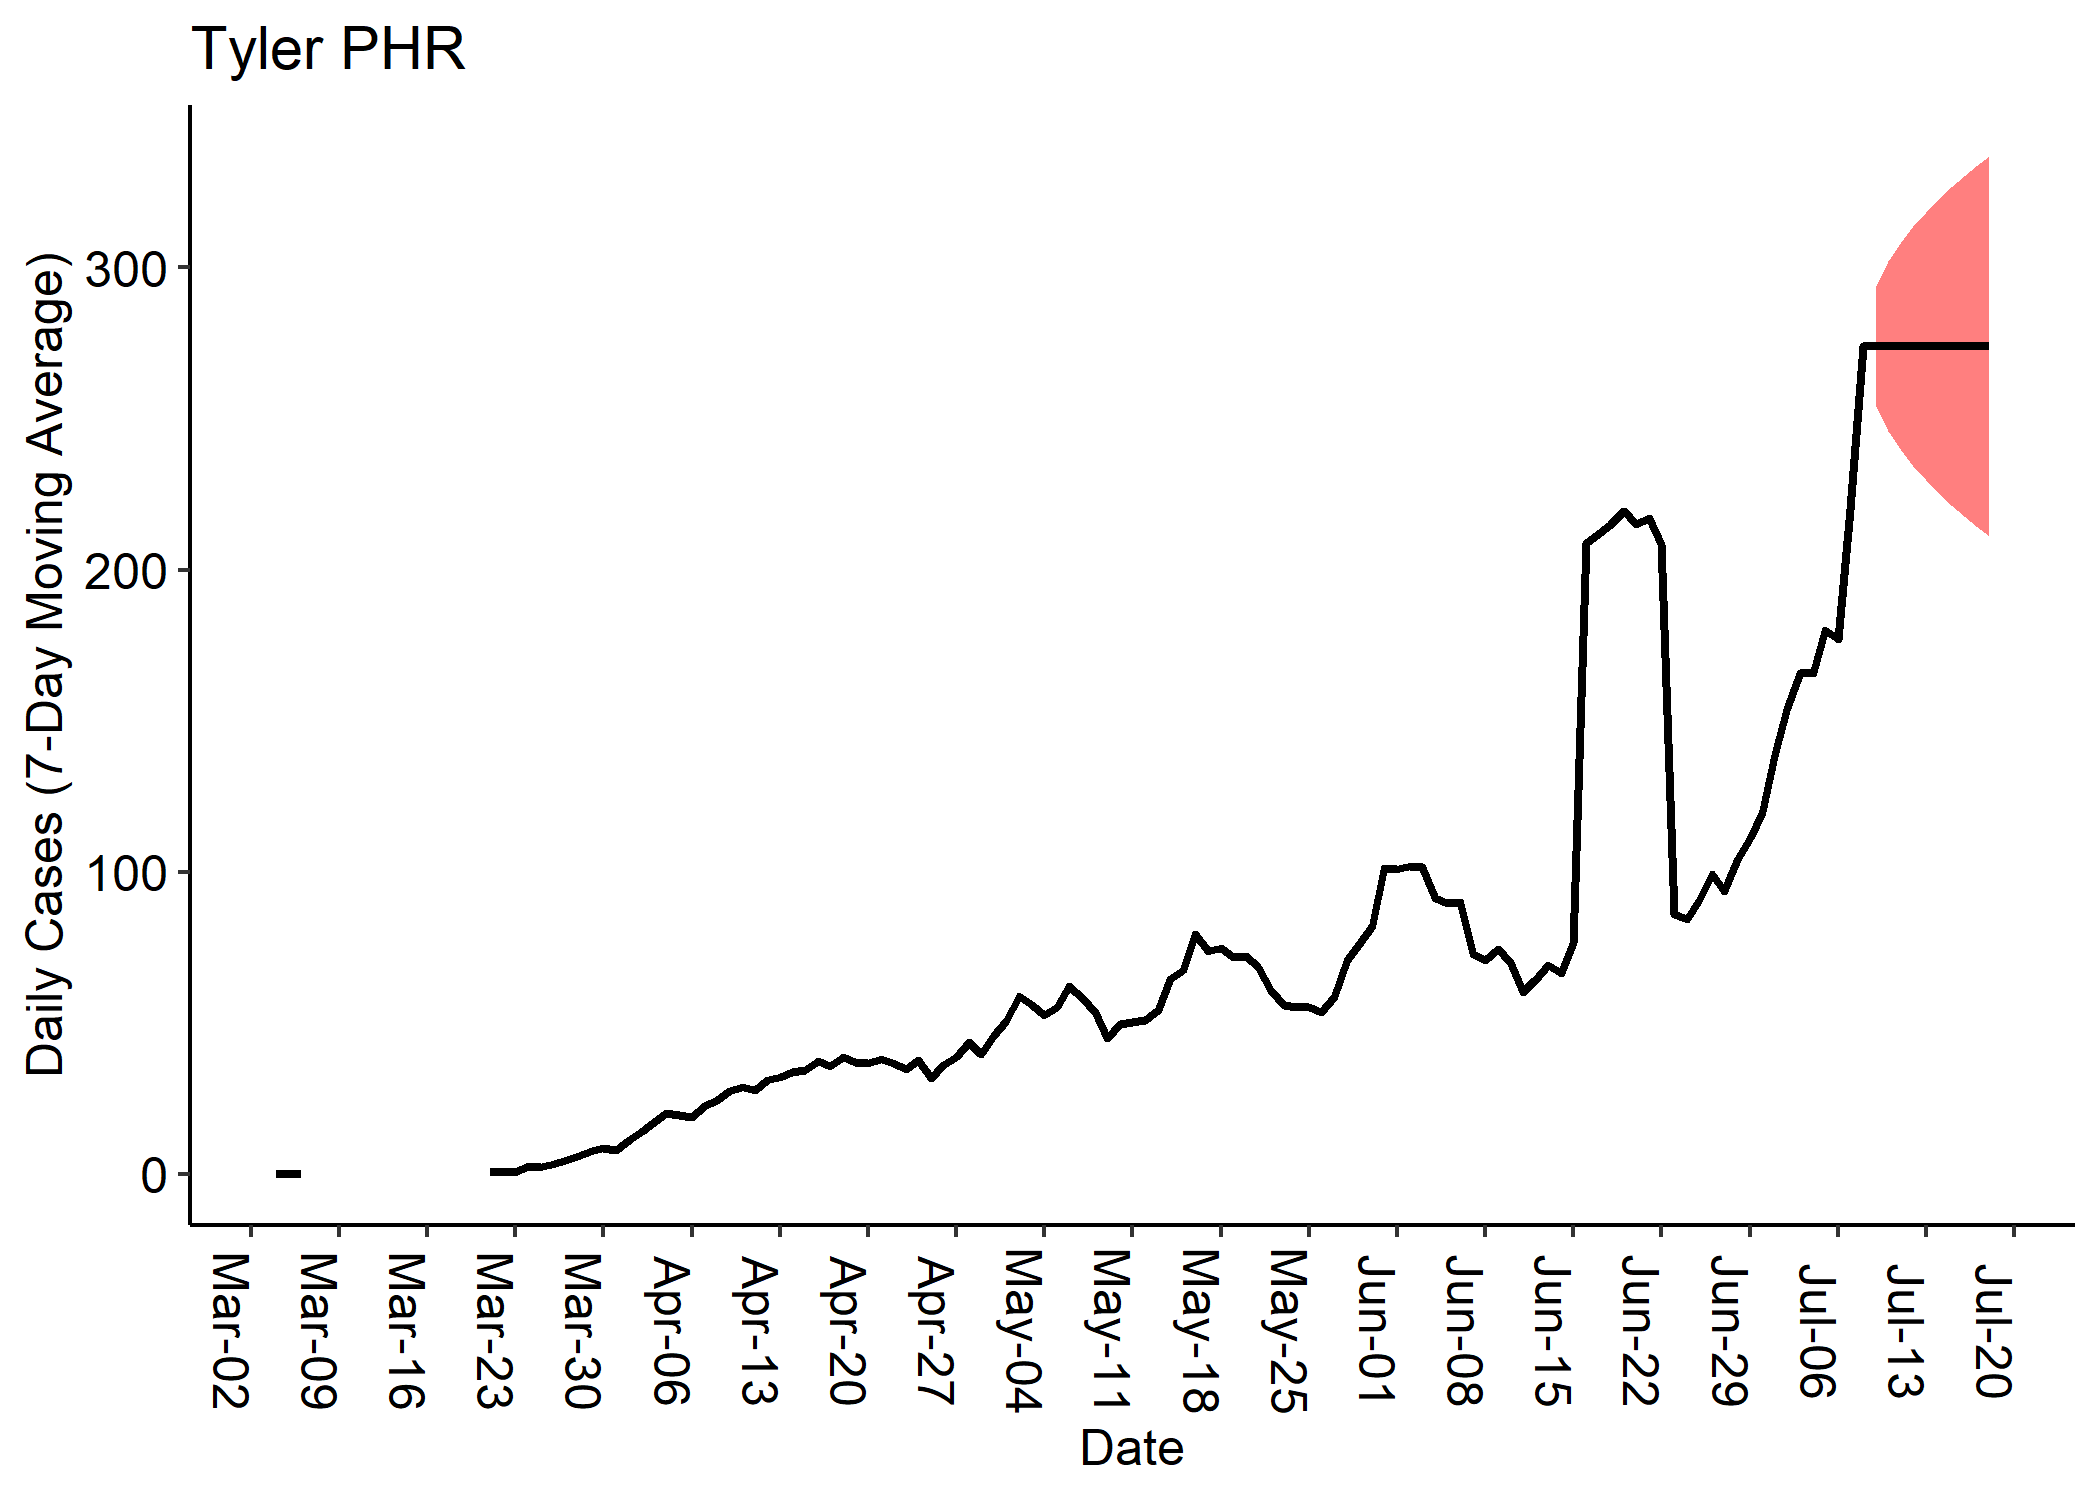 Tyler PHR
Daily Cases (7-Day Moving Average)
300
200
100
0
Mar-02
Mar-09
Mar-16
Mar-23
Mar-30
Apr-06
Apr-13
Apr-20
Apr-27
May-04
May-11
May-18
May-25
Jun-01
Jun-08
Jun-15
Jun-22
Jun-29
Jul-06
Jul-13
Jul-20
Date